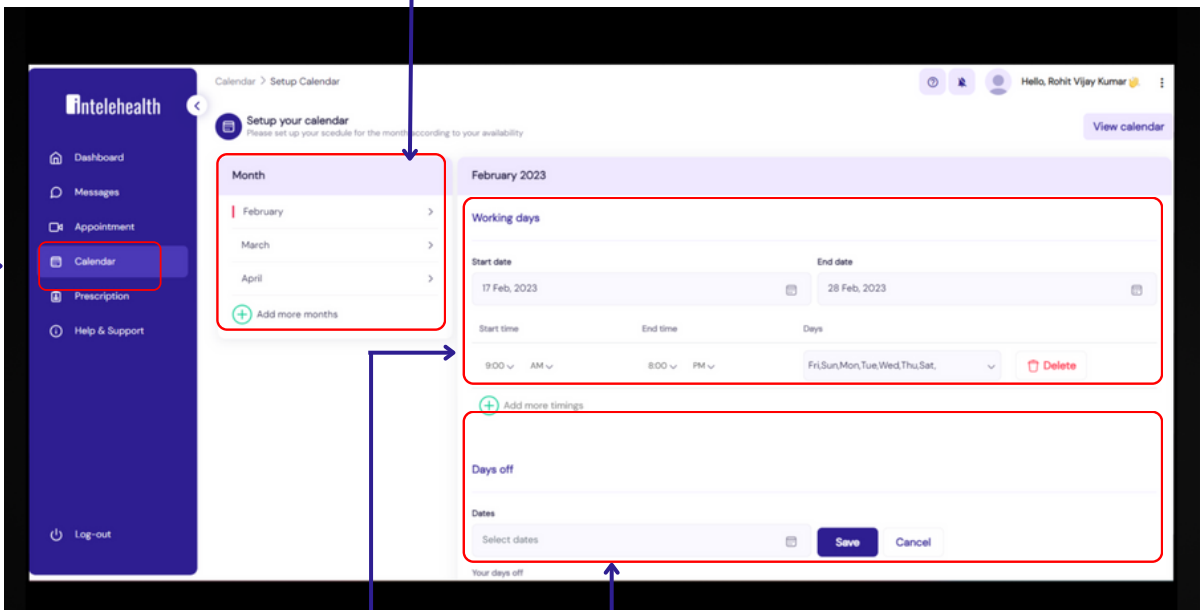 intelehealth
Dashboard
Messages
Appointment
Calendar
Prescription
Help & Support
Log-out
Calendar > Setup Calendar
Hello, Rohit Vijay Kumar
Setup your calendar
Please set up your scedule for the month according to your availability
View calendar
Month
February
March
April
Add more months
February 2023
Working days
Start date End date
17 Feb, 2023 28 Feb, 2023
Start time End time Days
9:00 AM 8:00 PM Fri,Sun,Mon,Tue,Wed,Thu,Sat, Delete
Add more timings
Days off
Dates
Select dates Save Cancel
Your days off